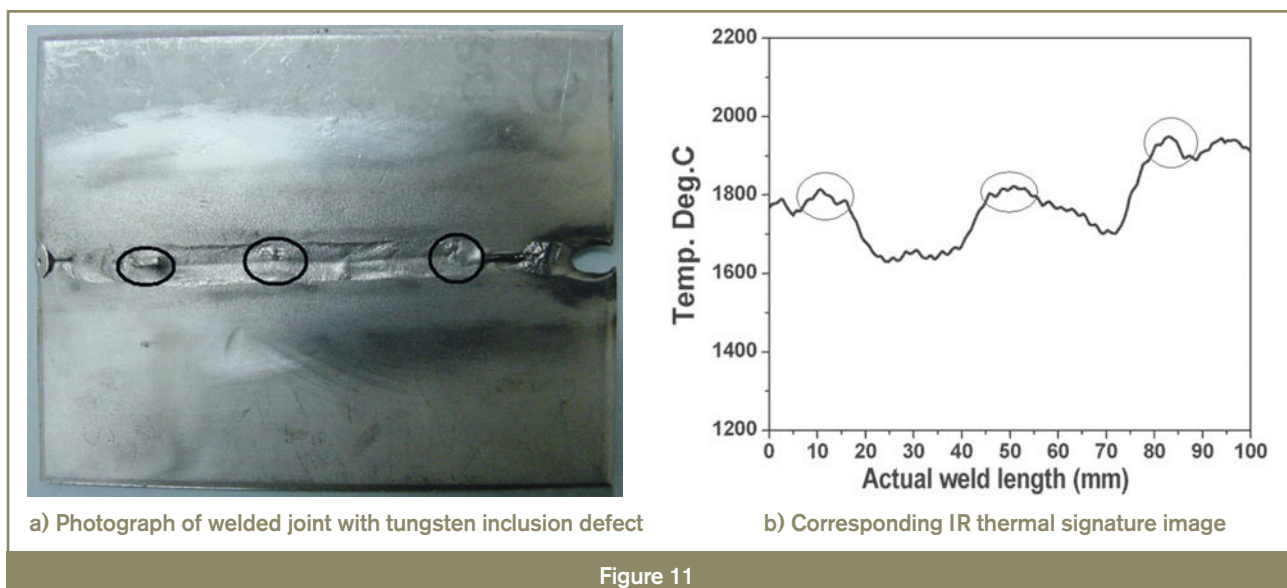 2200
2000
1800
1600
1400
1200
Temp. Deg.C
0 10 20 30 40 50 60 70 80 90 100
Actual weld length (mm)
a) Photograph of welded joint with tungsten inclusion defect
b) Corresponding IR thermal signature image
Figure 11